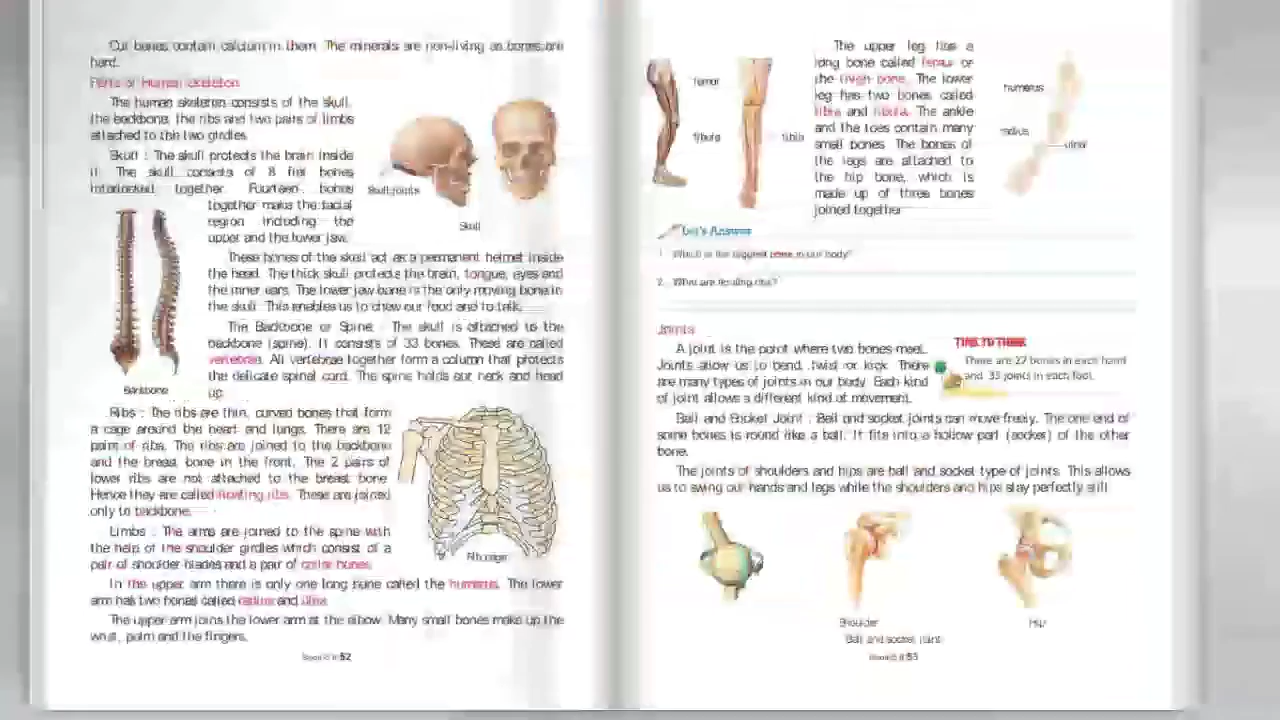 Our bones contain calcium in them. The minerals are non-living as bones are
hard.
Parts of Human skeleton
The human skeleton consists of the skull,
the backbone, the ribs and two pairs of limbs
attached to the two girdles.
Skull : The skull protects the brain inside
it. The skull consists of 8 flat bones
interlocked together. Fourteen bones
together make the facial
region including the
upper and the lower jaw.
Skull joints
Skull
These bones of the skull act as a permanent helmet inside
the head. The thick skull protects the brain, tongue, eyes and
the inner ears. The lower jaw bone is the only moving bone in
the skull. This enables us to chew our food and to talk.
The Backbone or Spine : The skull is attached to the
backbone (spine). It consists of 33 bones. These are called
vertebrae. All vertebrae together form a column that protects
the delicate spinal cord. The spine holds our neck and head
up.
Backbone
Ribs : The ribs are thin, curved bones that form
a cage around the heart and lungs. There are 12
pairs of ribs. The ribs are joined to the backbone
and the breast bone in the front. The 2 pairs of
lower ribs are not attached to the breast bone.
Hence they are called floating ribs. These are joined
only to backbone.
Rib cage
Limbs : The arms are joined to the spine with
the help of the shoulder girdles which consist of a
pair of shoulder blades and a pair of collar bones.
In the upper arm there is only one long bone called the humerus. The lower
arm has two bones called radius and ulna.
The upper arm joins the lower arm at the elbow. Many small bones make up the
wrist, palm and the fingers.
52
femur
fibula
tibia
The upper leg has a
long bone called femur or
the thigh bone. The lower
leg has two bones called
tibia and fibula. The ankle
and the toes contain many
small bones. The bones of
the legs are attached to
the hip bone, which is
made up of three bones
joined together.
humerus
radius
ulna
Let's Answer
1. Which is the biggest bone in our body?
2. What are floating ribs?
Joints
A joint is the point where two bones meet.
Joints allow us to bend, twist or kick. There
are many types of joints in our body. Each kind
of joint allows a different kind of movement.
TIME TO THINK
There are 27 bones in each hand
and 33 joints in each foot.
Ball and Socket Joint : Ball and socket joints can move freely. The one end of
some bones is round like a ball. It fits into a hollow part (socket) of the other
bone.
The joints of shoulders and hips are ball and socket type of joints. This allows
us to swing our hands and legs while the shoulders and hips stay perfectly still.
Shoulder
Hip
Ball and socket joint
53